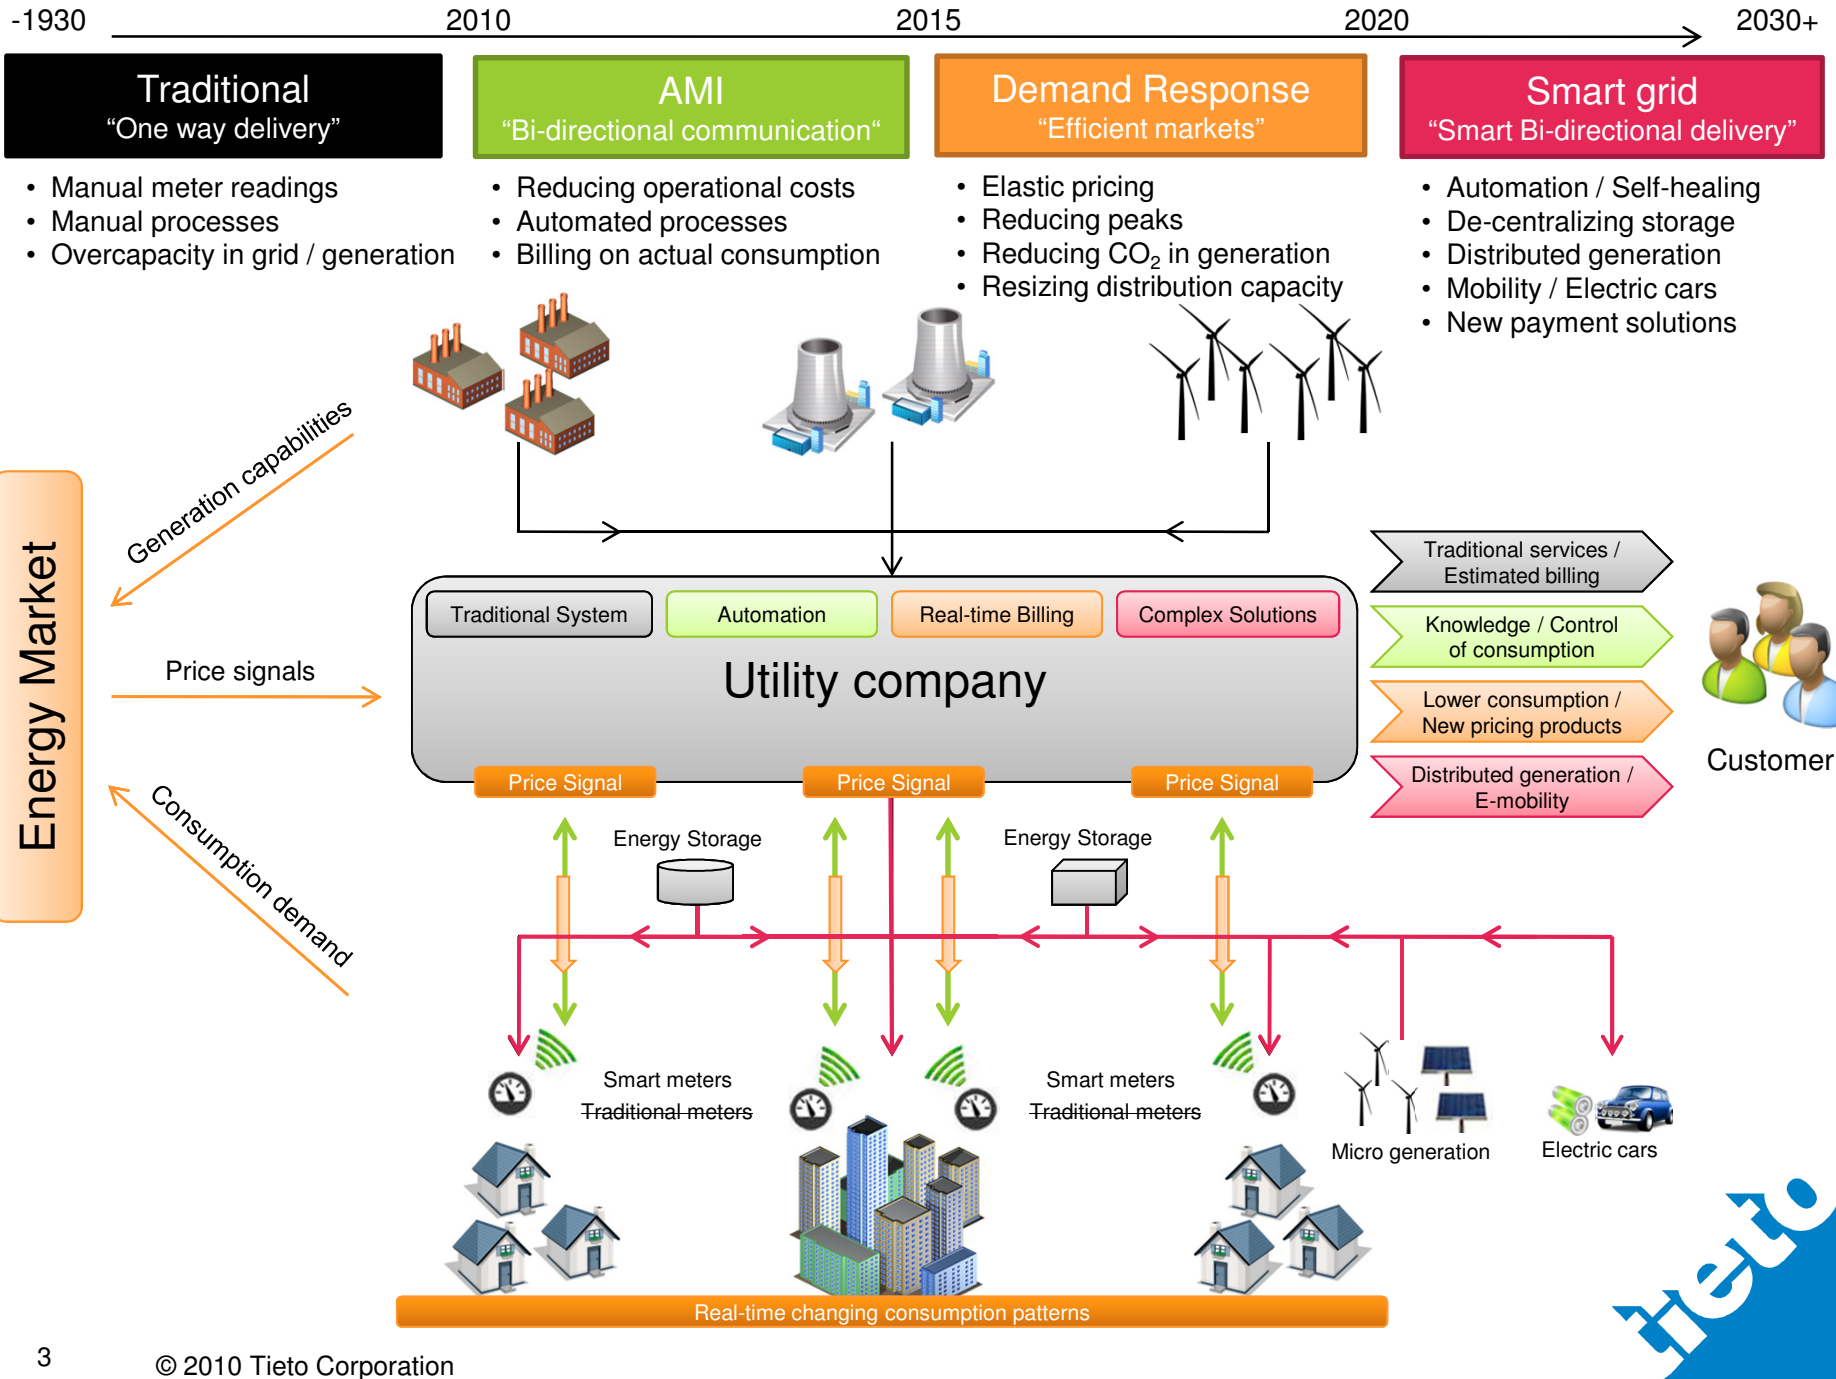 -1930
2010
2015
2020
2030+
Traditional
“One way delivery”
• Manual meter readings
• Manual processes
• Overcapacity in grid / generation
AMI
“Bi-directional communication“
• Reducing operational costs
• Automated processes
• Billing on actual consumption
Demand Response
“Efficient markets”
• Elastic pricing
• Reducing peaks
• Reducing CO₂ in generation
• Resizing distribution capacity
Smart grid
“Smart Bi-directional delivery”
• Automation / Self-healing
• De-centralizing storage
• Distributed generation
• Mobility / Electric cars
• New payment solutions
Energy Market
Generation capabilities
Price signals
Consumption demand
Traditional System
Automation
Real-time Billing
Complex Solutions
Utility company
Price Signal
Price Signal
Price Signal
Traditional services /
Estimated billing
Knowledge / Control
of consumption
Lower consumption /
New pricing products
Distributed generation /
E-mobility
Customer
Energy Storage
Energy Storage
Smart meters
Traditional meters
Smart meters
Traditional meters
Micro generation
Electric cars
Real-time changing consumption patterns
tieto
3
© 2010 Tieto Corporation